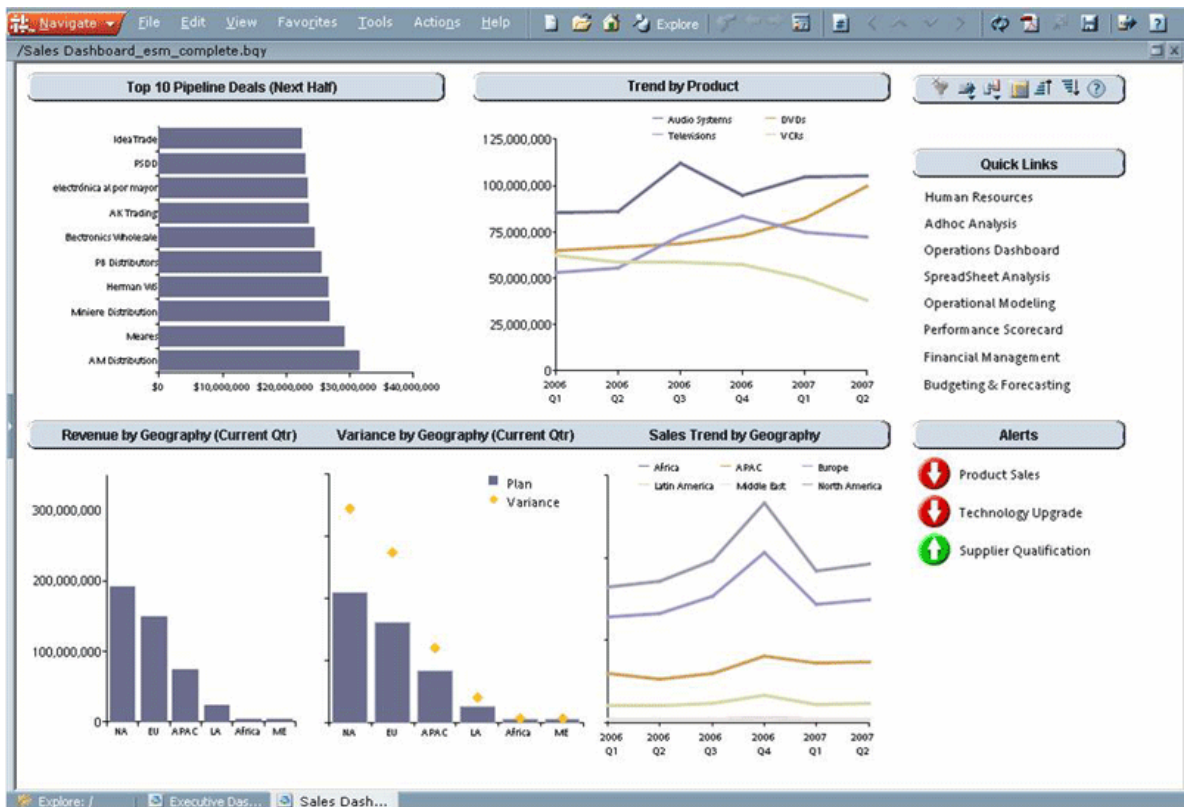 Navigate File Edit View Favorites Tools Actions Help Explore
/Sales Dashboard_esm_complete.bqy
Top 10 Pipeline Deals (Next Half)
IdeaTrade
PSDD
electrónica al por mayor
AK Trading
Electronics Wholesale
PB Distributors
Herman VVS
Miniere Distribution
Meares
AM Distribution
$0 $10,000,000 $20,000,000 $30,000,000 $40,000,000
Trend by Product
Audio Systems DVDs
Televisions VCRs
125,000,000
100,000,000
75,000,000
50,000,000
25,000,000
0
2006 2006 2006 2006 2007 2007
Q1 Q2 Q3 Q4 Q1 Q2
Quick Links
Human Resources
Adhoc Analysis
Operations Dashboard
SpreadSheet Analysis
Operational Modeling
Performance Scorecard
Financial Management
Budgeting & Forecasting
Revenue by Geography (Current Qtr)
300,000,000
200,000,000
100,000,000
0
NA EU APAC LA Africa ME
Variance by Geography (Current Qtr)
Plan
Variance
NA EU APAC LA Africa ME
Sales Trend by Geography
Africa APAC Europe
Latin America Middle East North America
2006 2006 2006 2006 2007 2007
Q1 Q2 Q3 Q4 Q1 Q2
Alerts
Product Sales
Technology Upgrade
Supplier Qualification
Explore: / Executive Das... Sales Dash...